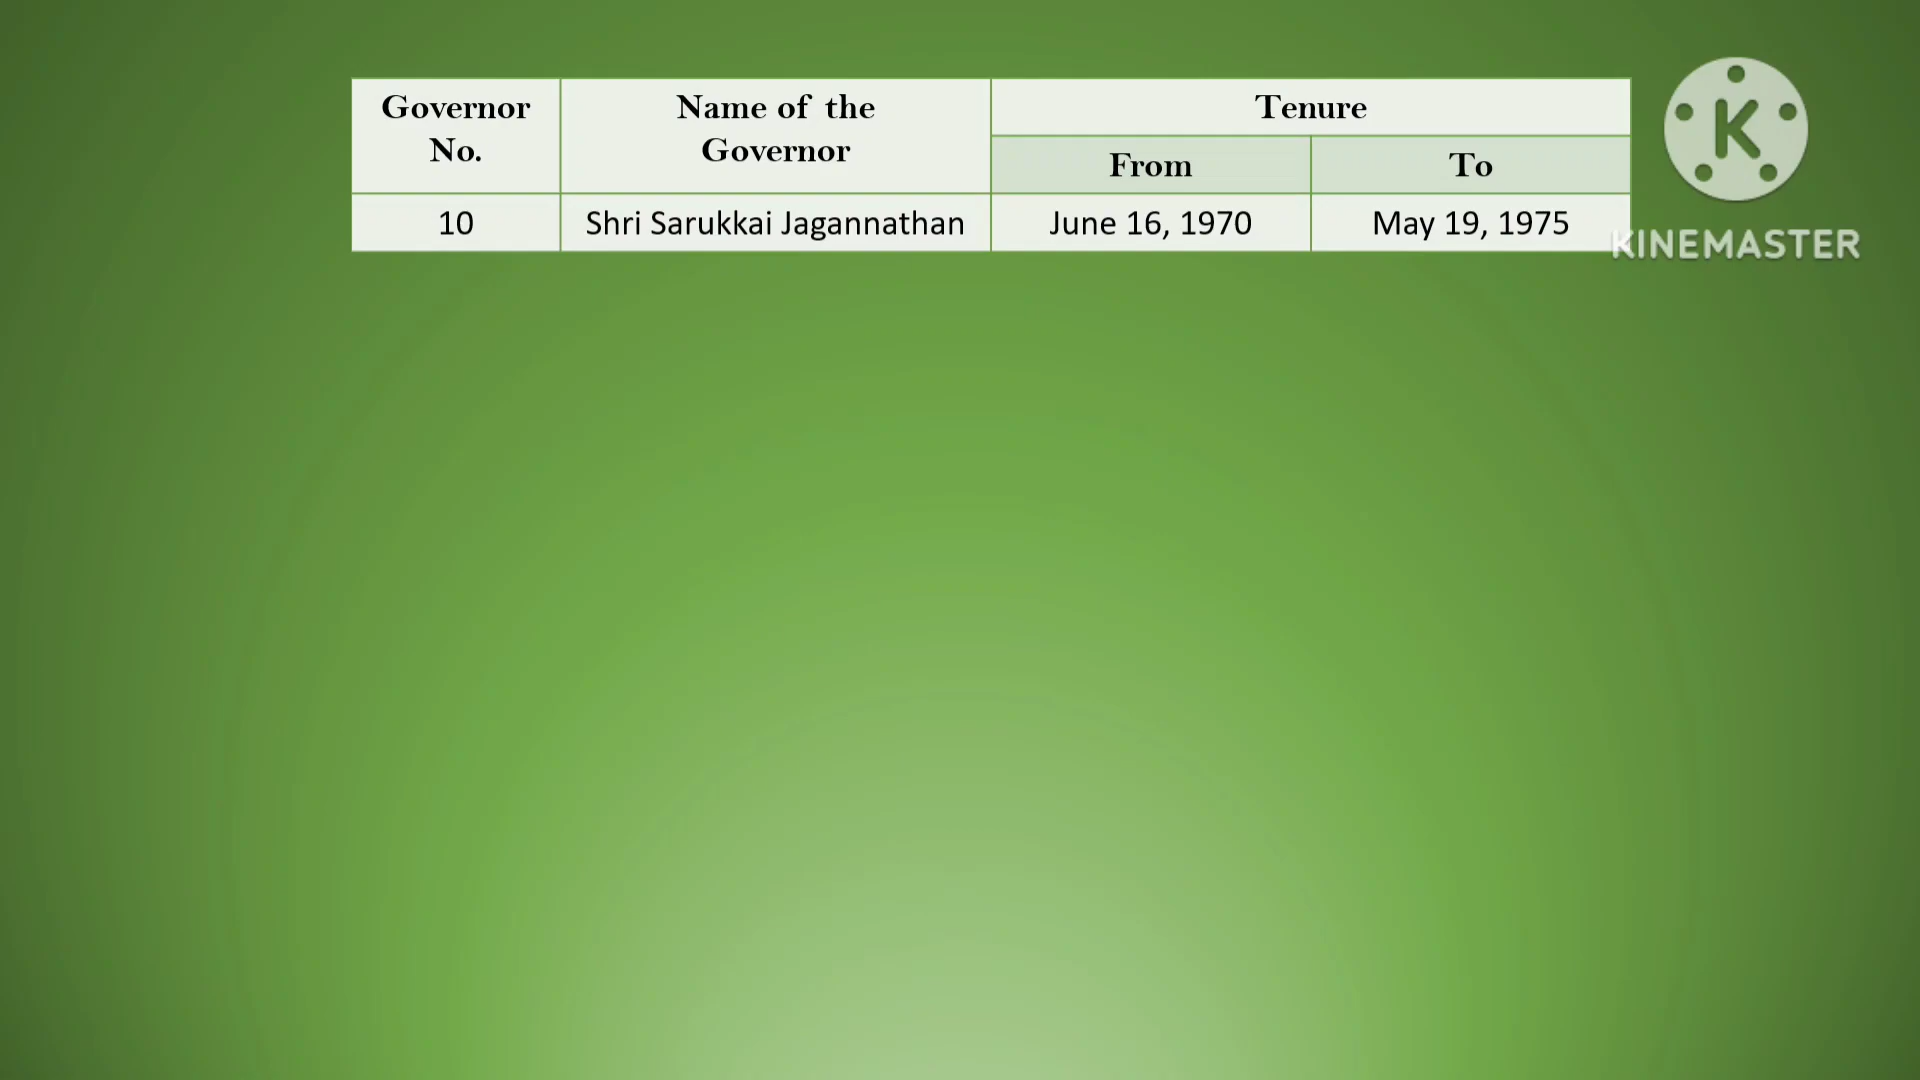 Governor
No.
Name of the
Governor
Tenure
From
To
10
Shri Sarukkai Jagannathan
June 16, 1970
May 19, 1975
K
KINEMASTER